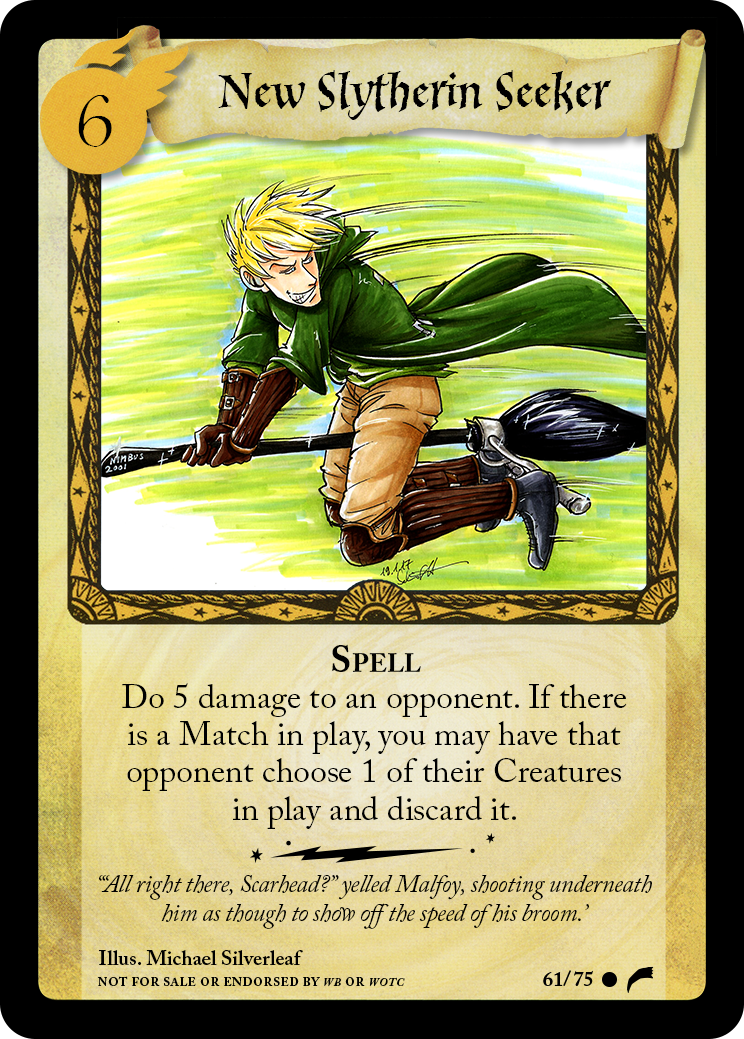 New Slytherin Seeker
6
NIMBUS
2001
19.1.17
SPELL
Do 5 damage to an opponent. If there
is a Match in play, you may have that
opponent choose 1 of their Creatures
in play and discard it.
“‘All right there, Scarhead?” yelled Malfoy, shooting underneath
him as though to show off the speed of his broom.’
Illus. Michael Silverleaf
NOT FOR SALE OR ENDORSED BY WB OR WOTC
61/75